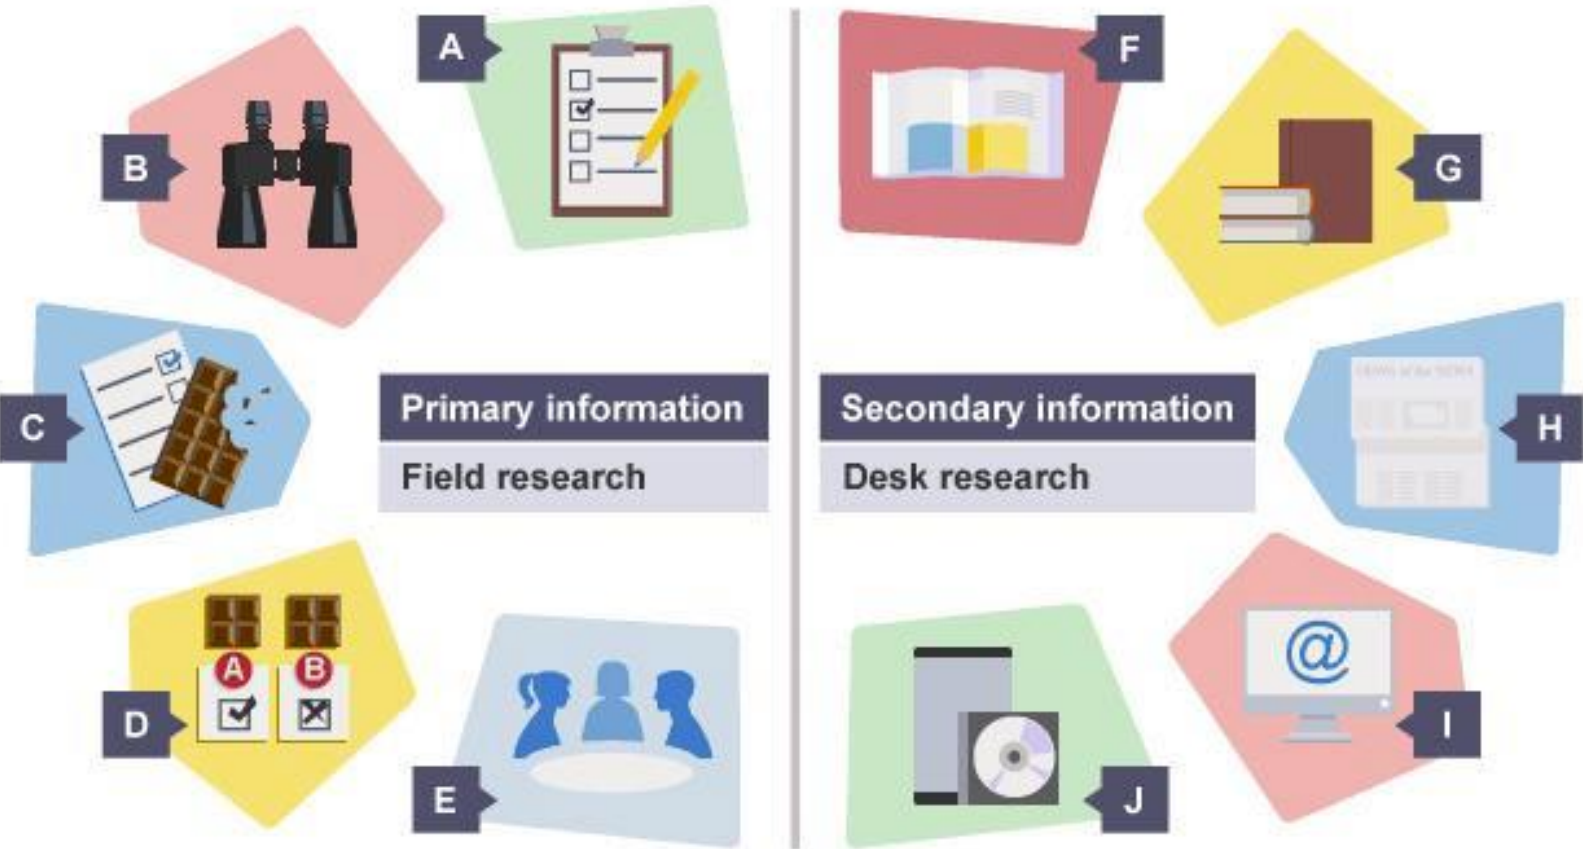 A
B
C
D
A
B
E
Primary information
Field research
Secondary information
Desk research
F
G
H
I
@
J